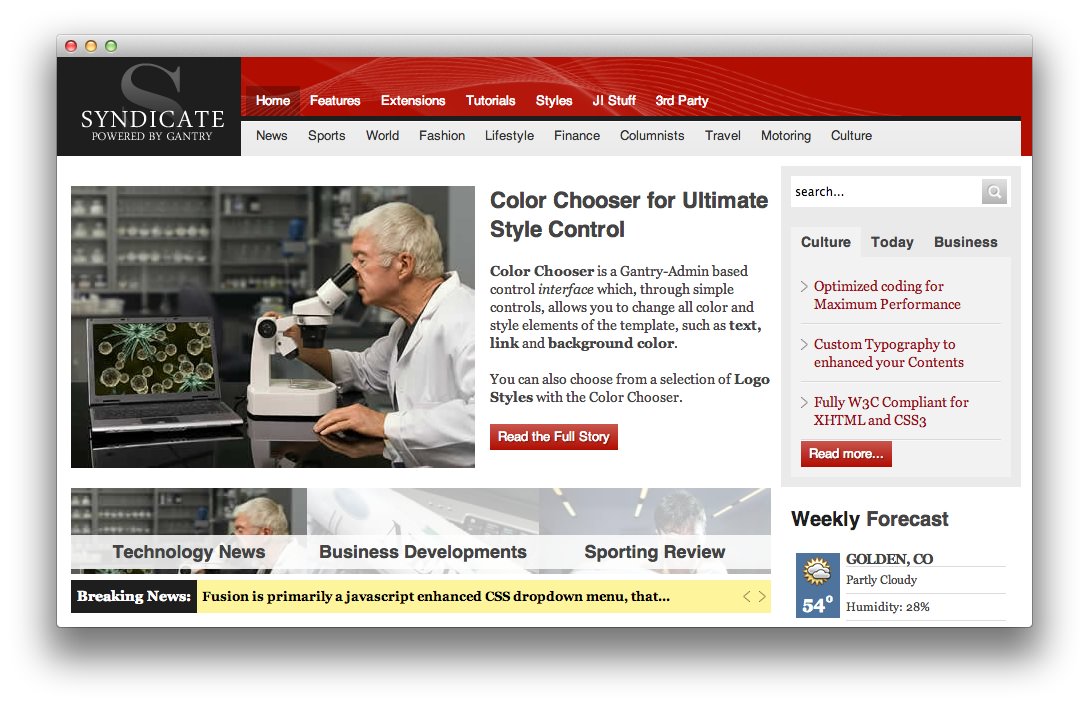 S
SYNDICATE
POWERED BY GANTRY
Home Features Extensions Tutorials Styles J! Stuff 3rd Party
News Sports World Fashion Lifestyle Finance Columnists Travel Motoring Culture
Color Chooser for Ultimate
Style Control
Color Chooser is a Gantry-Admin based
control interface which, through simple
controls, allows you to change all color and
style elements of the template, such as text,
link and background color.
You can also choose from a selection of Logo
Styles with the Color Chooser.
Read the Full Story
Technology News Business Developments Sporting Review
Breaking News: Fusion is primarily a javascript enhanced CSS dropdown menu, that...
search...
Culture Today Business
Optimized coding for
Maximum Performance
Custom Typography to
enhanced your Contents
Fully W3C Compliant for
XHTML and CSS3
Read more...
Weekly Forecast
GOLDEN, CO
Partly Cloudy
54°
Humidity: 28%